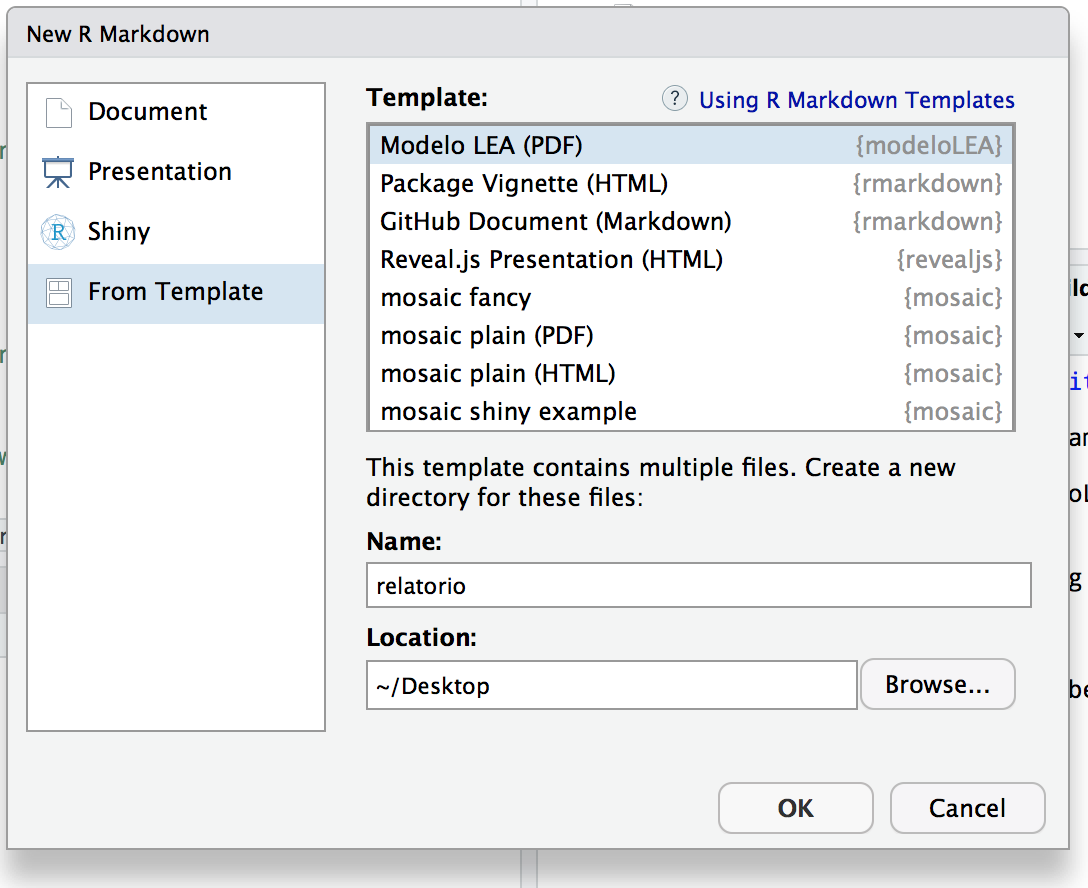 New R Markdown
Document
Presentation
R Shiny
From Template
Template:
? Using R Markdown Templates
Modelo LEA (PDF) {modeloLEA}
Package Vignette (HTML) {rmarkdown}
GitHub Document (Markdown) {rmarkdown}
Reveal.js Presentation (HTML) {revealjs}
mosaic fancy {mosaic}
mosaic plain (PDF) {mosaic}
mosaic plain (HTML) {mosaic}
mosaic shiny example {mosaic}
This template contains multiple files. Create a new
directory for these files:
Name:
relatorio
Location:
~/Desktop
Browse...
OK
Cancel